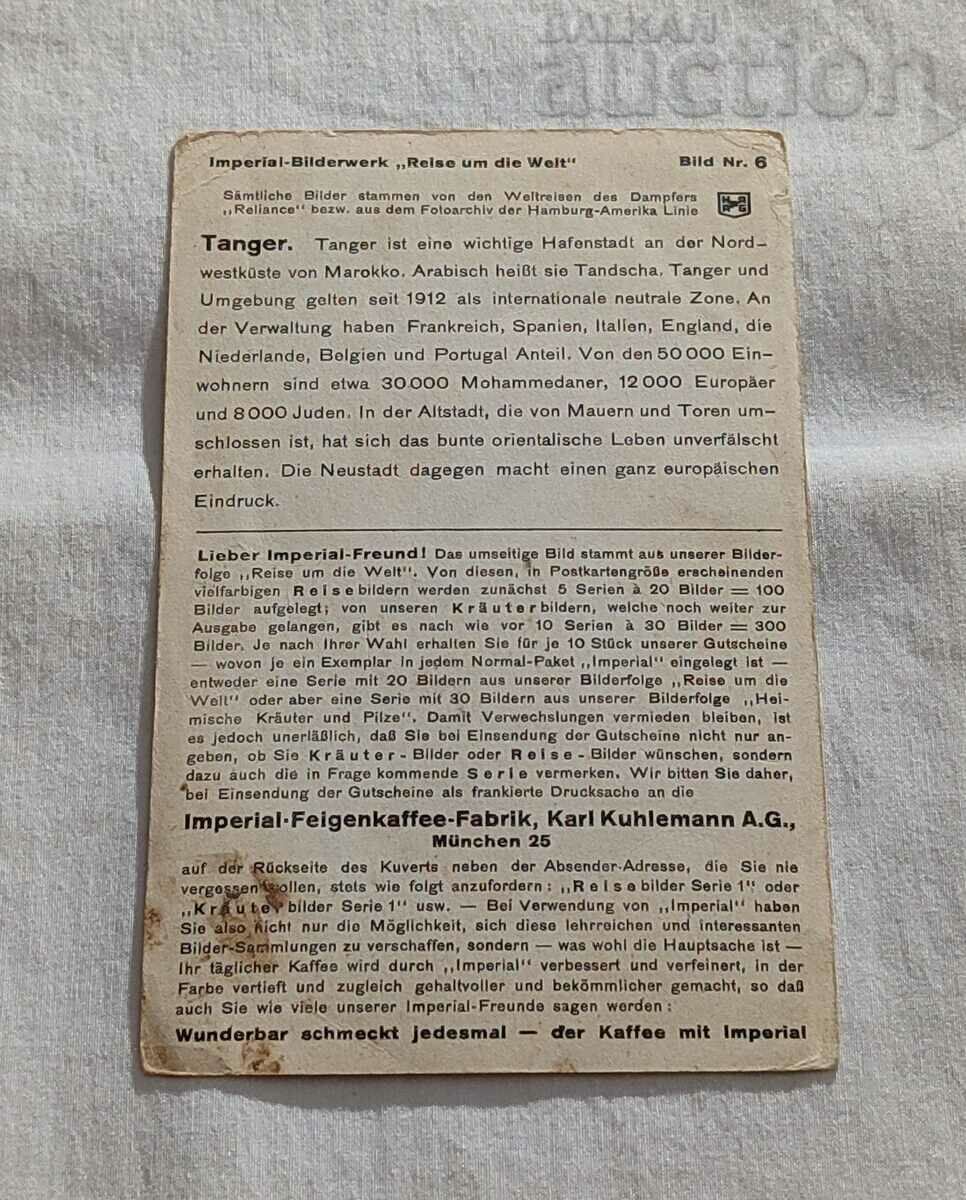 BALKAN
auction
Imperial-Bilderwerk „Reise um die Welt“ Bild Nr. 6
Sämtliche Bilder stammen von den Weltreisen des Dampfers
„Reliance“ bezw. aus dem Fotoarchiv der Hamburg-Amerika Linie
Tanger. Tanger ist eine wichtige Hafenstadt an der Nord-
westküste von Marokko. Arabisch heißt sie Tandscha. Tanger und
Umgebung gelten seit 1912 als internationale neutrale Zone. An
der Verwaltung haben Frankreich, Spanien, Italien, England, die
Niederlande, Belgien und Portugal Anteil. Von den 50 000 Ein-
wohnern sind etwa 30 000 Mohammedaner, 12 000 Europäer
und 8 000 Juden. In der Altstadt, die von Mauern und Toren um-
schlossen ist, hat sich das bunte orientalische Leben unverfälscht
erhalten. Die Neustadt dagegen macht einen ganz europäischen
Eindruck.
Lieber Imperial-Freund! Das umseitige Bild stammt aus unserer Bilder-
folge „Reise um die Welt“. Von diesen, in Postkartengröße erscheinenden
vielfarbigen Reisebildern werden zunächst 5 Serien à 20 Bilder = 100
Bilder aufgelegt; von unseren Kräuterbildern, welche noch weiter zur
Ausgabe gelangen, gibt es nach wie vor 10 Serien à 30 Bilder = 300
Bilder. Je nach Ihrer Wahl erhalten Sie für je 10 Stück unserer Gutscheine
— wovon je ein Exemplar in jedem Normal-Paket „Imperial“ eingelegt ist —
entweder eine Serie mit 20 Bildern aus unserer Bilderfolge „Reise um die
Welt“ oder aber eine Serie mit 30 Bildern aus unserer Bilderfolge „Hei-
mische Kräuter und Pilze“. Damit Verwechslungen vermieden bleiben, ist
es jedoch unerläßlich, daß Sie bei Einsendung der Gutscheine nicht nur an-
geben, ob Sie Kräuter-Bilder oder Reise-Bilder wünschen, sondern
dazu auch die in Frage kommende Serie vermerken. Wir bitten Sie daher,
bei Einsendung der Gutscheine als frankierte Drucksache an die
Imperial-Feigenkaffee-Fabrik, Karl Kuhlemann A.G.,
München 25
auf der Rückseite des Kuverts neben der Absender-Adresse, die Sie nie
vergessen wollen, stets wie folgt anzufordern: „Reisebilder Serie 1“ oder
„Kräuterbilder Serie 1“ usw. — Bei Verwendung von „Imperial“ haben
Sie also nicht nur die Möglichkeit, sich diese lehrreichen und interessanten
Bilder-Sammlungen zu verschaffen, sondern — was wohl die Hauptsache ist —
Ihr täglicher Kaffee wird durch „Imperial“ verbessert und verfeinert, in der
Farbe vertieft und zugleich gehaltvoller und bekömmlicher gemacht, so daß
auch Sie wie viele unserer Imperial-Freunde sagen werden:
Wunderbar schmeckt jedesmal — der Kaffee mit Imperial